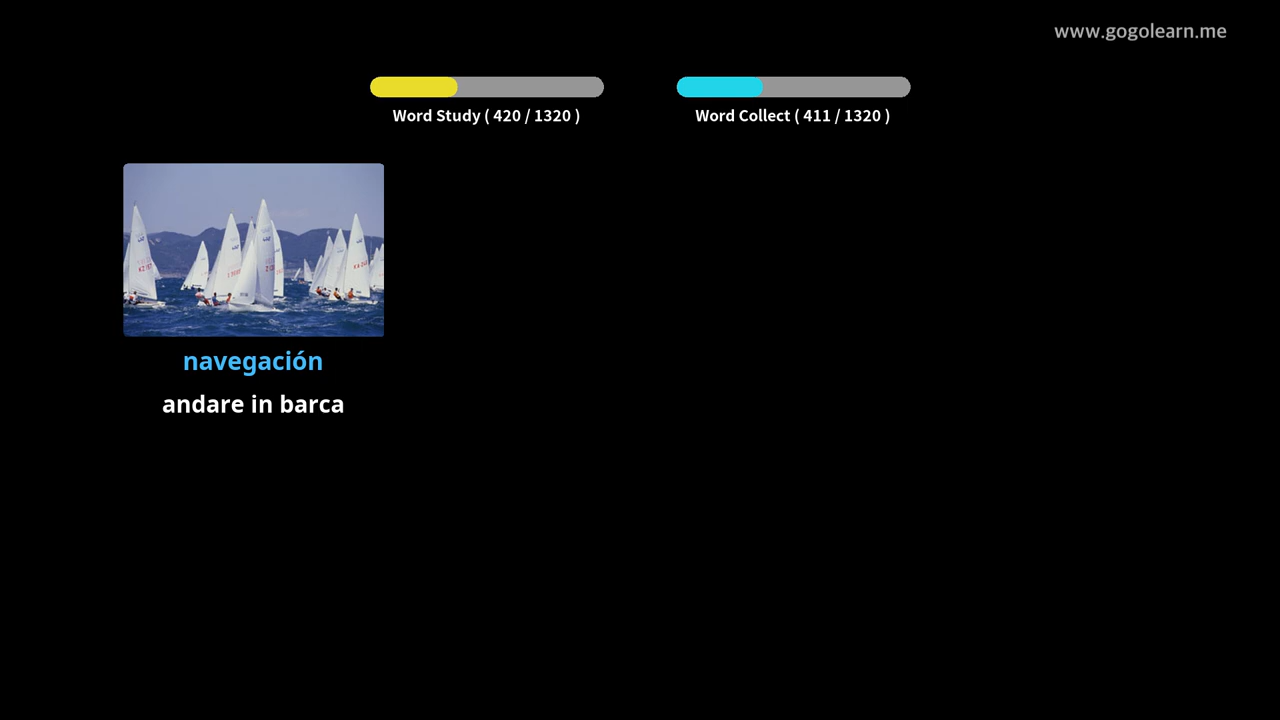 www.gogolearn.me
Word Study ( 420 / 1320 )
Word Collect ( 411 / 1320 )
navegación
andare in barca